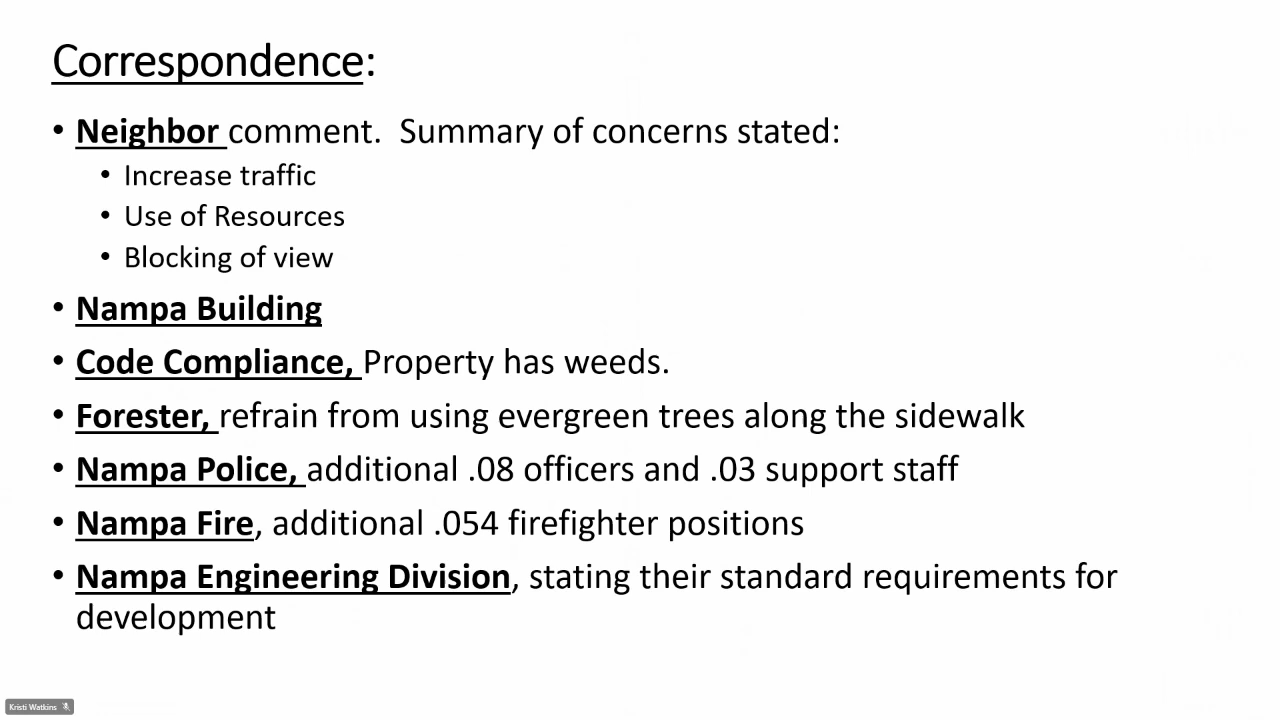 Correspondence:
• Neighbor comment.  Summary of concerns stated:
• Increase traffic
• Use of Resources
• Blocking of view
• Nampa Building
• Code Compliance, Property has weeds.
• Forester, refrain from using evergreen trees along the sidewalk
• Nampa Police, additional .08 officers and .03 support staff
• Nampa Fire, additional .054 firefighter positions
• Nampa Engineering Division, stating their standard requirements for
development
Kristi Watkins